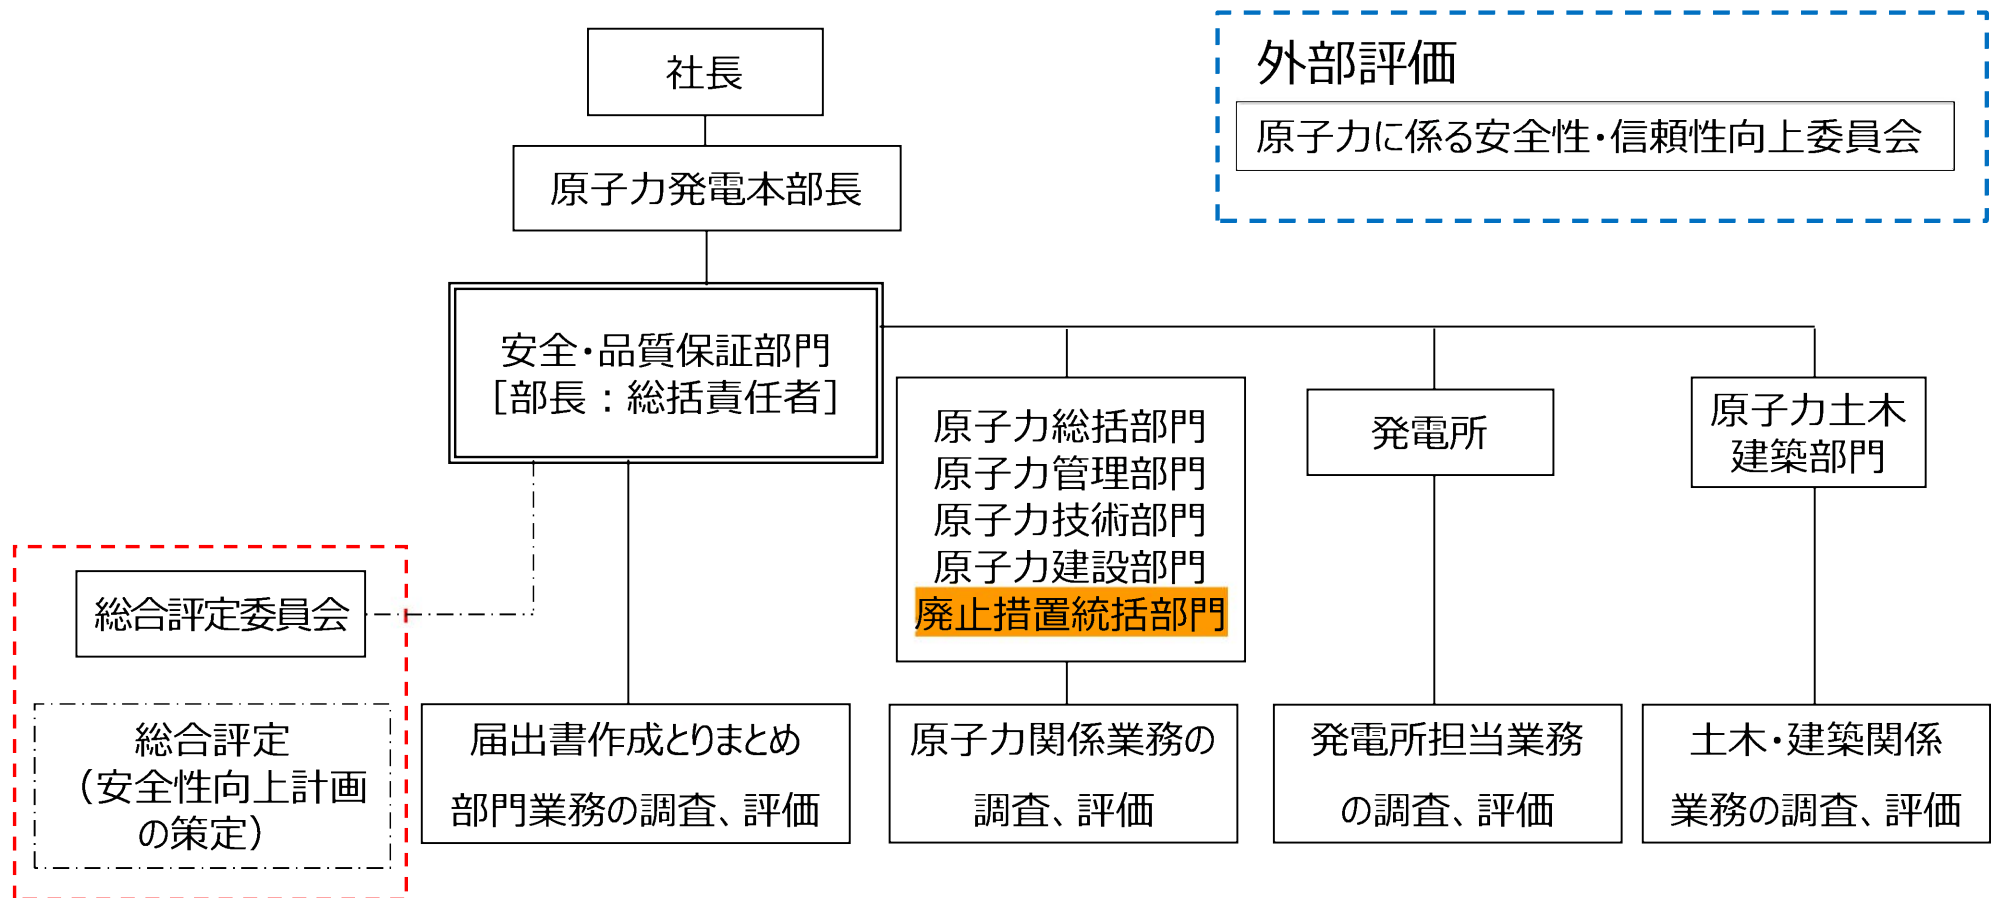 社長
原子力発電本部長
外部評価
原子力に係る安全性・信頼性向上委員会
安全・品質保証部門
［部長：総括責任者］
原子力総括部門
原子力管理部門
原子力技術部門
原子力建設部門
廃止措置統括部門
発電所
原子力土木
建築部門
総合評定委員会
総合評定
（安全性向上計画
の策定）
届出書作成とりまとめ
部門業務の調査、評価
原子力関係業務の
調査、評価
発電所担当業務
の調査、評価
土木・建築関係
業務の調査、評価